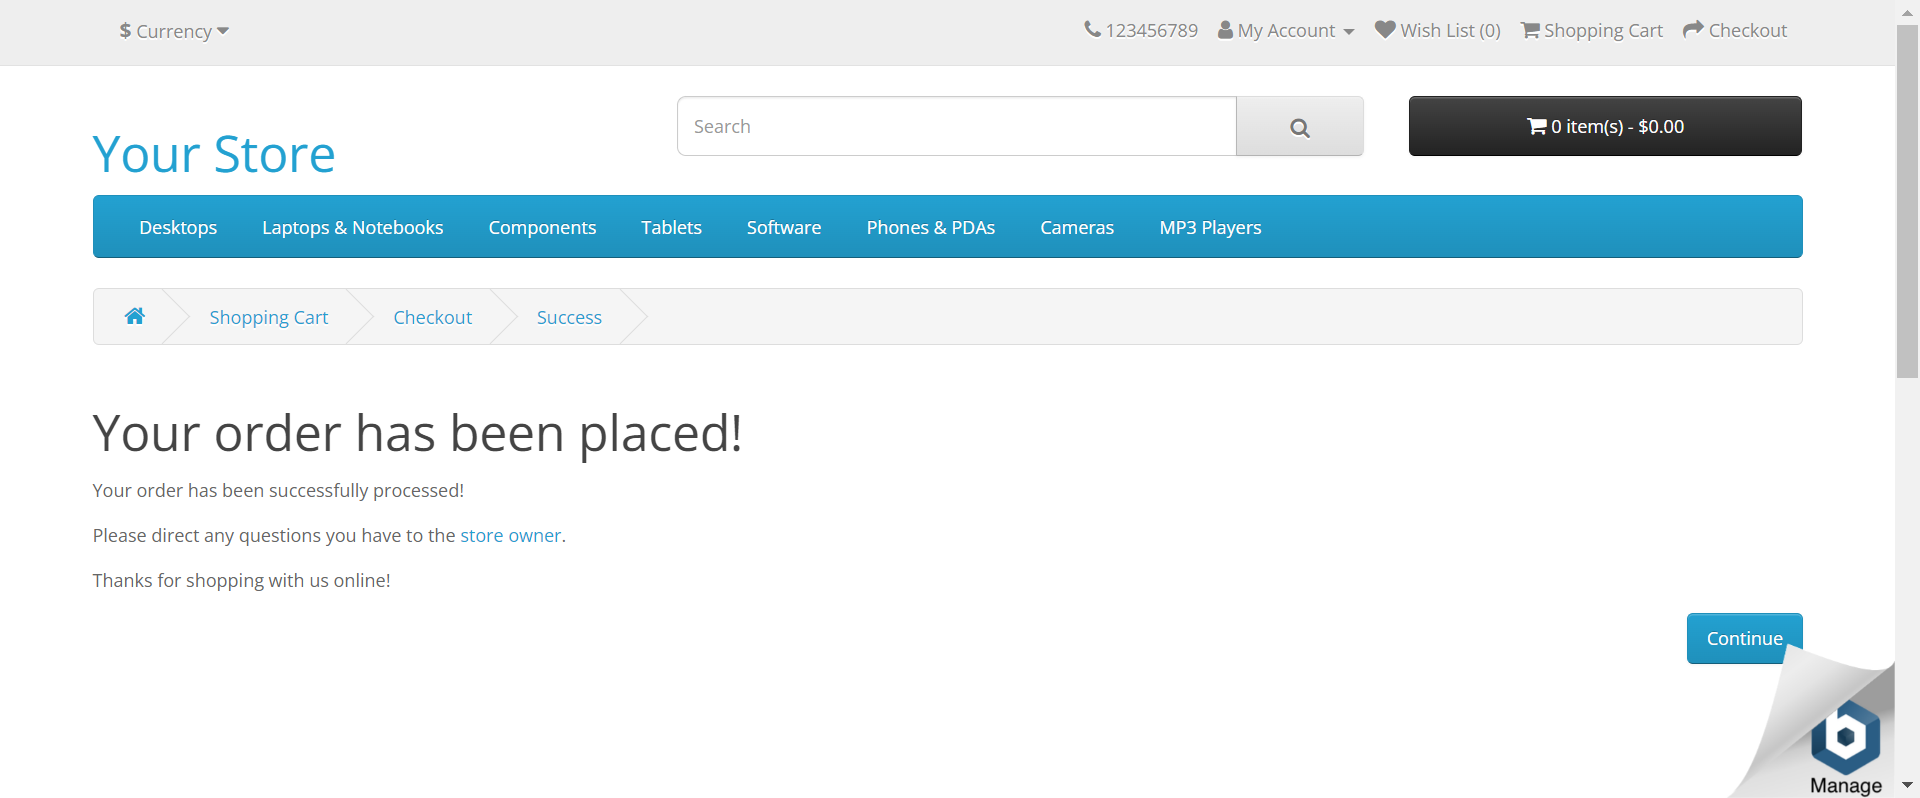 $ Currency
123456789 My Account Wish List (0) Shopping Cart Checkout
Your Store
Search
0 item(s) - $0.00
Desktops Laptops & Notebooks Components Tablets Software Phones & PDAs Cameras MP3 Players
Shopping Cart Checkout Success
Your order has been placed!
Your order has been successfully processed!
Please direct any questions you have to the store owner.
Thanks for shopping with us online!
Continue
b
Manage